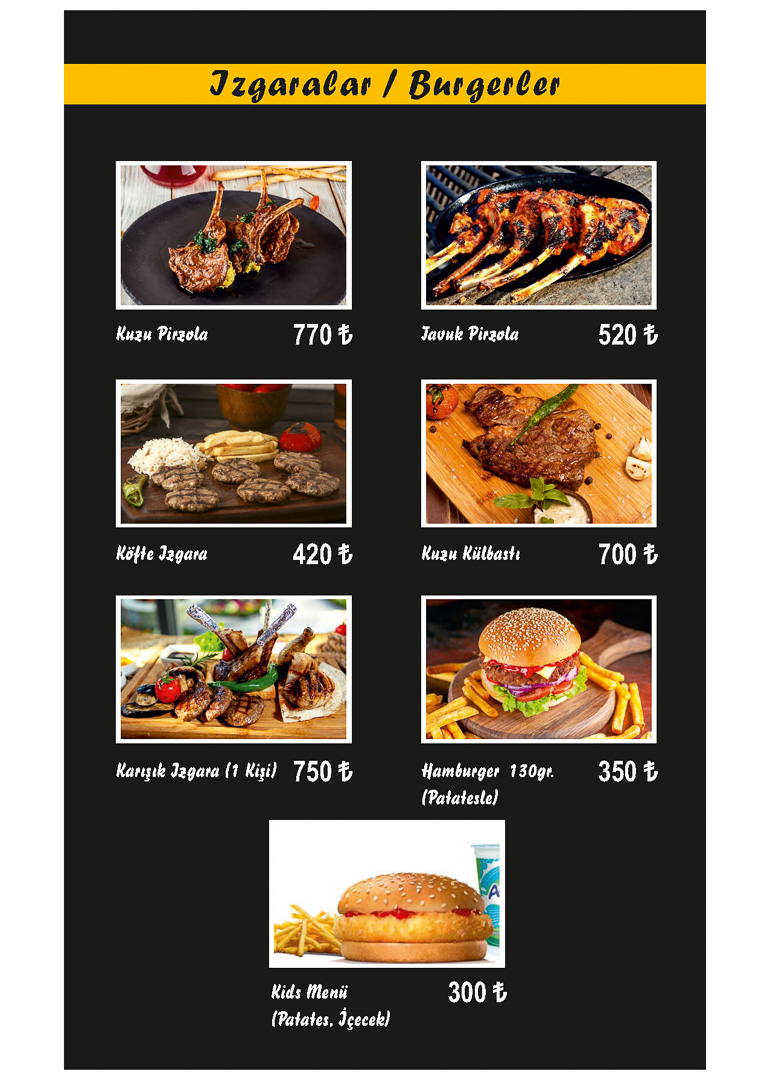 Izgaralar / Burgerler
Kuzu Pirzola 770 ₺
Tavuk Pirzola 520 ₺
Köfte Izgara 420 ₺
Kuzu Külbastı 700 ₺
Karışık Izgara (1 Kişi) 750 ₺
Hamburger 130gr. 350 ₺
(Patatesle)
Kids Menü 300 ₺
(Patates, İçecek)